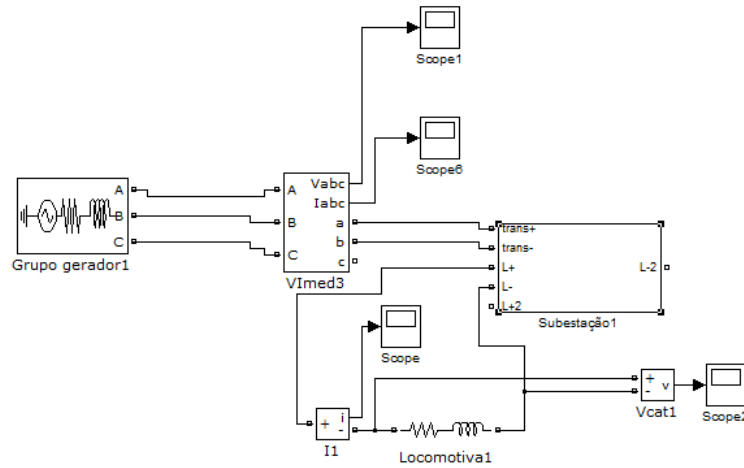 Scope1
Scope6
A
B
C
Grupo gerador1
A
B
C
Vabc
Iabc
a
b
c
VImed3
trans+
trans-
L+
L-
L+2
L-2
Subestação1
Scope
+
i
-
I1
Locomotiva1
+
-
v
Vcat1
Scope2